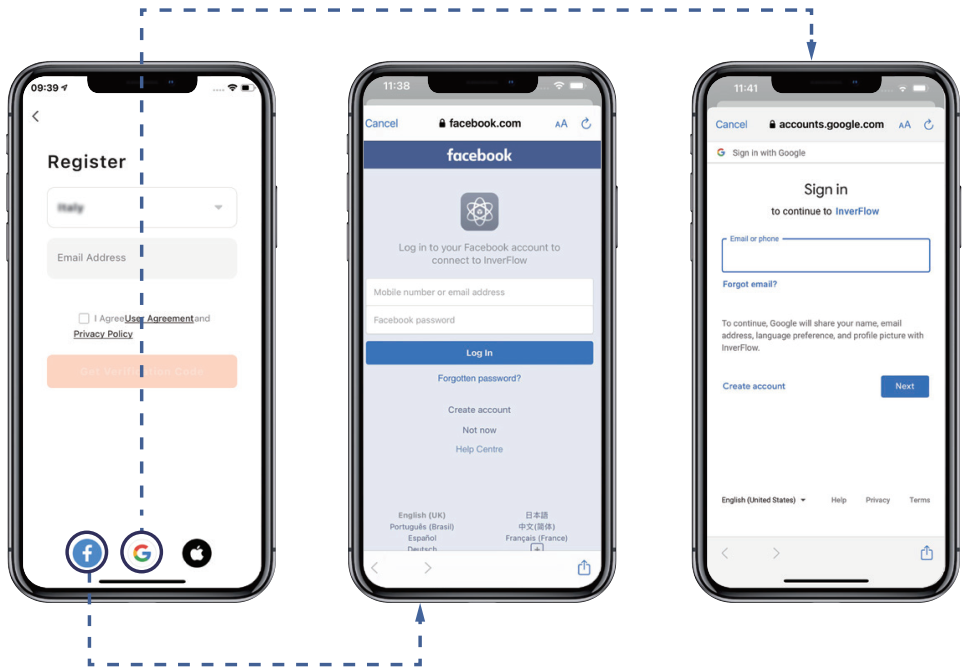 09:39
Register
Italy
Email Address
I AgreeUser Agreementand
Privacy Policy
Get Verification Code
f
G
11:38
Cancel
facebook.com
AA
facebook
Log in to your Facebook account to
connect to InverFlow
Mobile number or email address
Facebook password
Log In
Forgotten password?
Create account
Not now
Help Centre
English (UK)
日本語
Português (Brasil)
中文(简体)
Español
Français (France)
Deutsch
+
11:41
Cancel
accounts.google.com
AA
G Sign in with Google
Sign in
to continue to InverFlow
Email or phone
Forgot email?
To continue, Google will share your name, email
address, language preference, and profile picture with
InverFlow.
Create account
Next
English (United States)
Help
Privacy
Terms